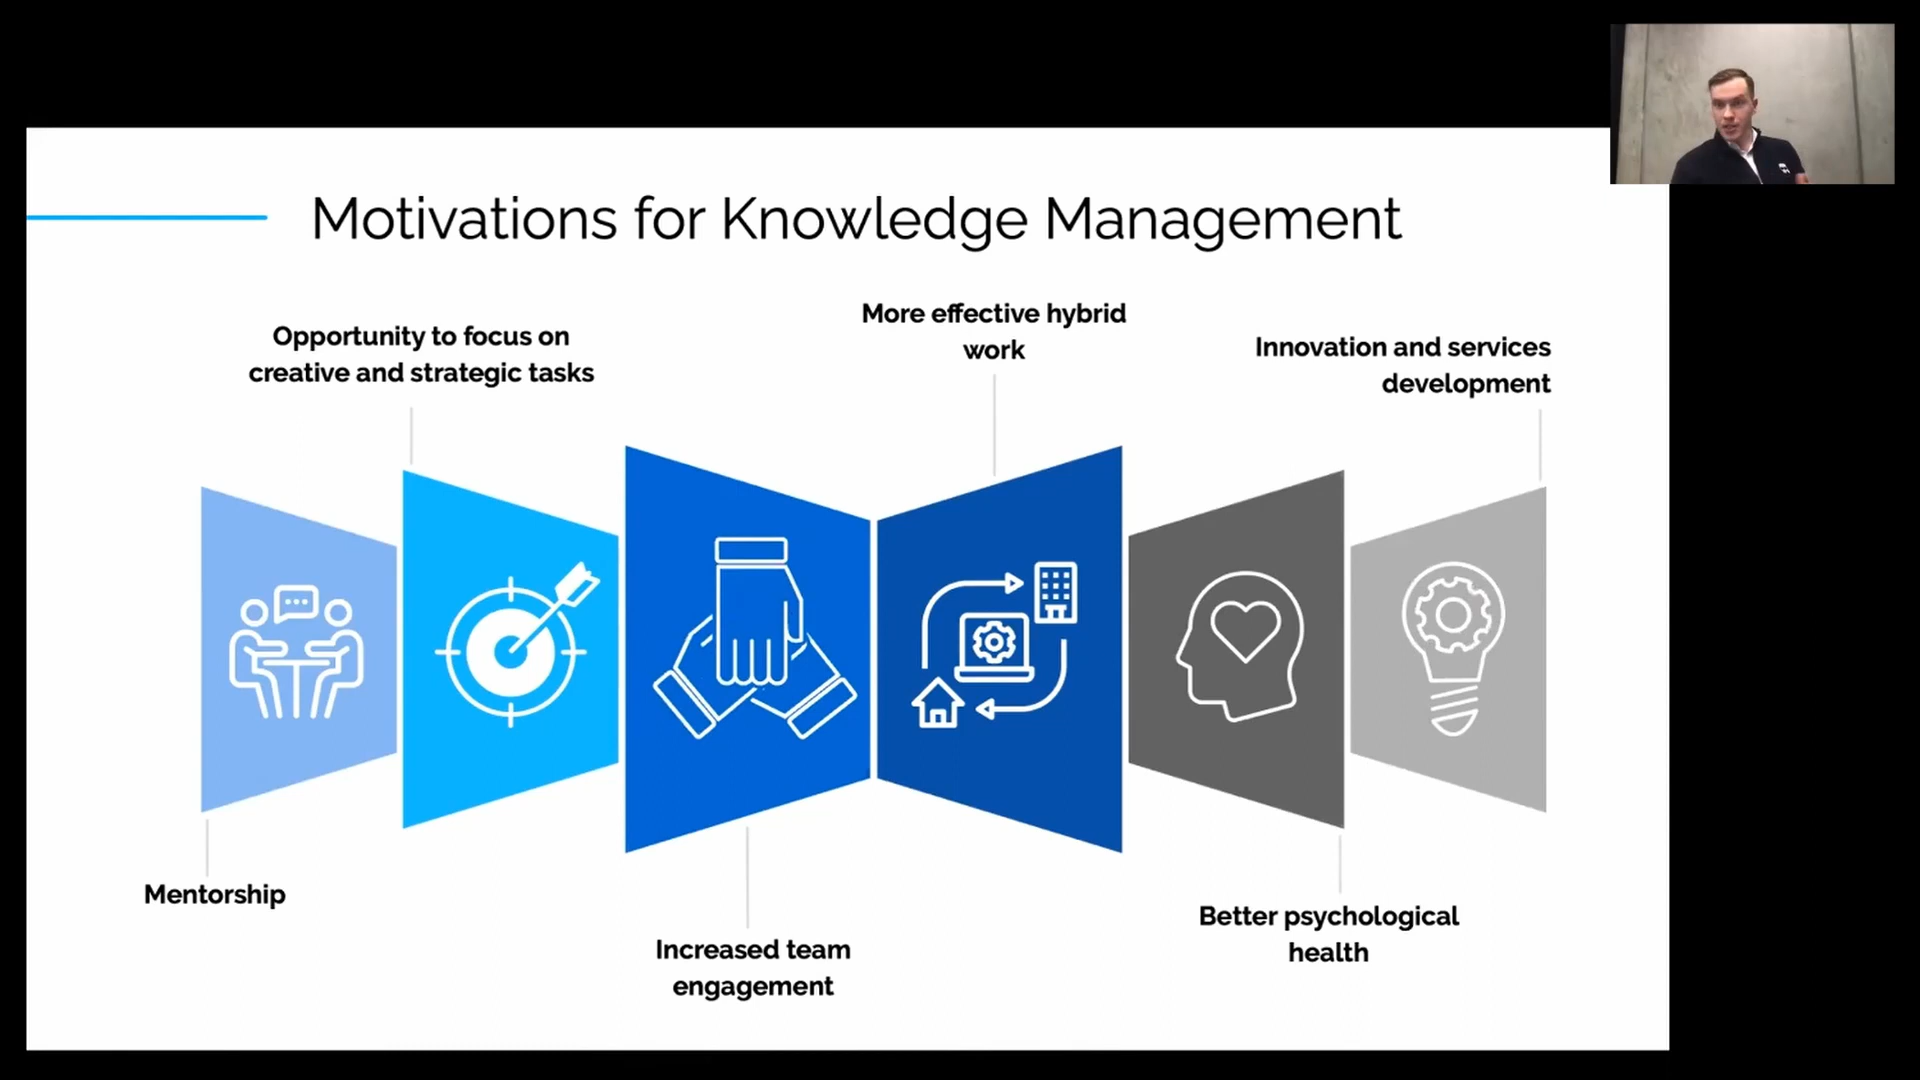 Motivations for Knowledge Management
Opportunity to focus on
creative and strategic tasks
More effective hybrid
work
Innovation and services
development
Mentorship
Increased team
engagement
Better psychological
health